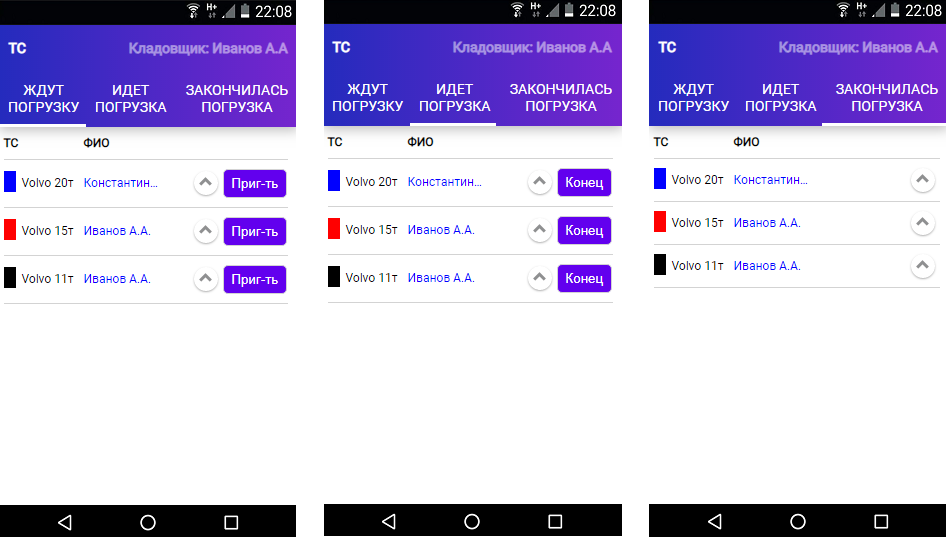 H+ 22:08
ТС Кладовщик: Иванов А.А
ЖДУТ ПОГРУЗКУ
ИДЕТ ПОГРУЗКА
ЗАКОНЧИЛАСЬ ПОГРУЗКА
ТС ФИО
Volvo 20т Константин... Приг-ть
Volvo 15т Иванов А.А. Приг-ть
Volvo 11т Иванов А.А. Приг-ть
H+ 22:08
ТС Кладовщик: Иванов А.А
ЖДУТ ПОГРУЗКУ
ИДЕТ ПОГРУЗКА
ЗАКОНЧИЛАСЬ ПОГРУЗКА
ТС ФИО
Volvo 20т Константин... Конец
Volvo 15т Иванов А.А. Конец
Volvo 11т Иванов А.А. Конец
H+ 22:08
ТС Кладовщик: Иванов А.А
ЖДУТ ПОГРУЗКУ
ИДЕТ ПОГРУЗКА
ЗАКОНЧИЛАСЬ ПОГРУЗКА
ТС ФИО
Volvo 20т Константин...
Volvo 15т Иванов А.А.
Volvo 11т Иванов А.А.